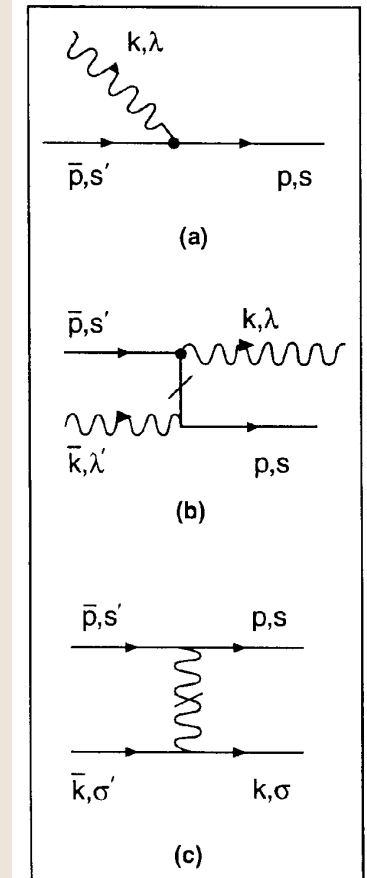 k,λ
p̄,s′ p,s
(a)
p̄,s′ k,λ
k̄,λ′ p,s
(b)
p̄,s′ p,s
k̄,σ′ k,σ
(c)